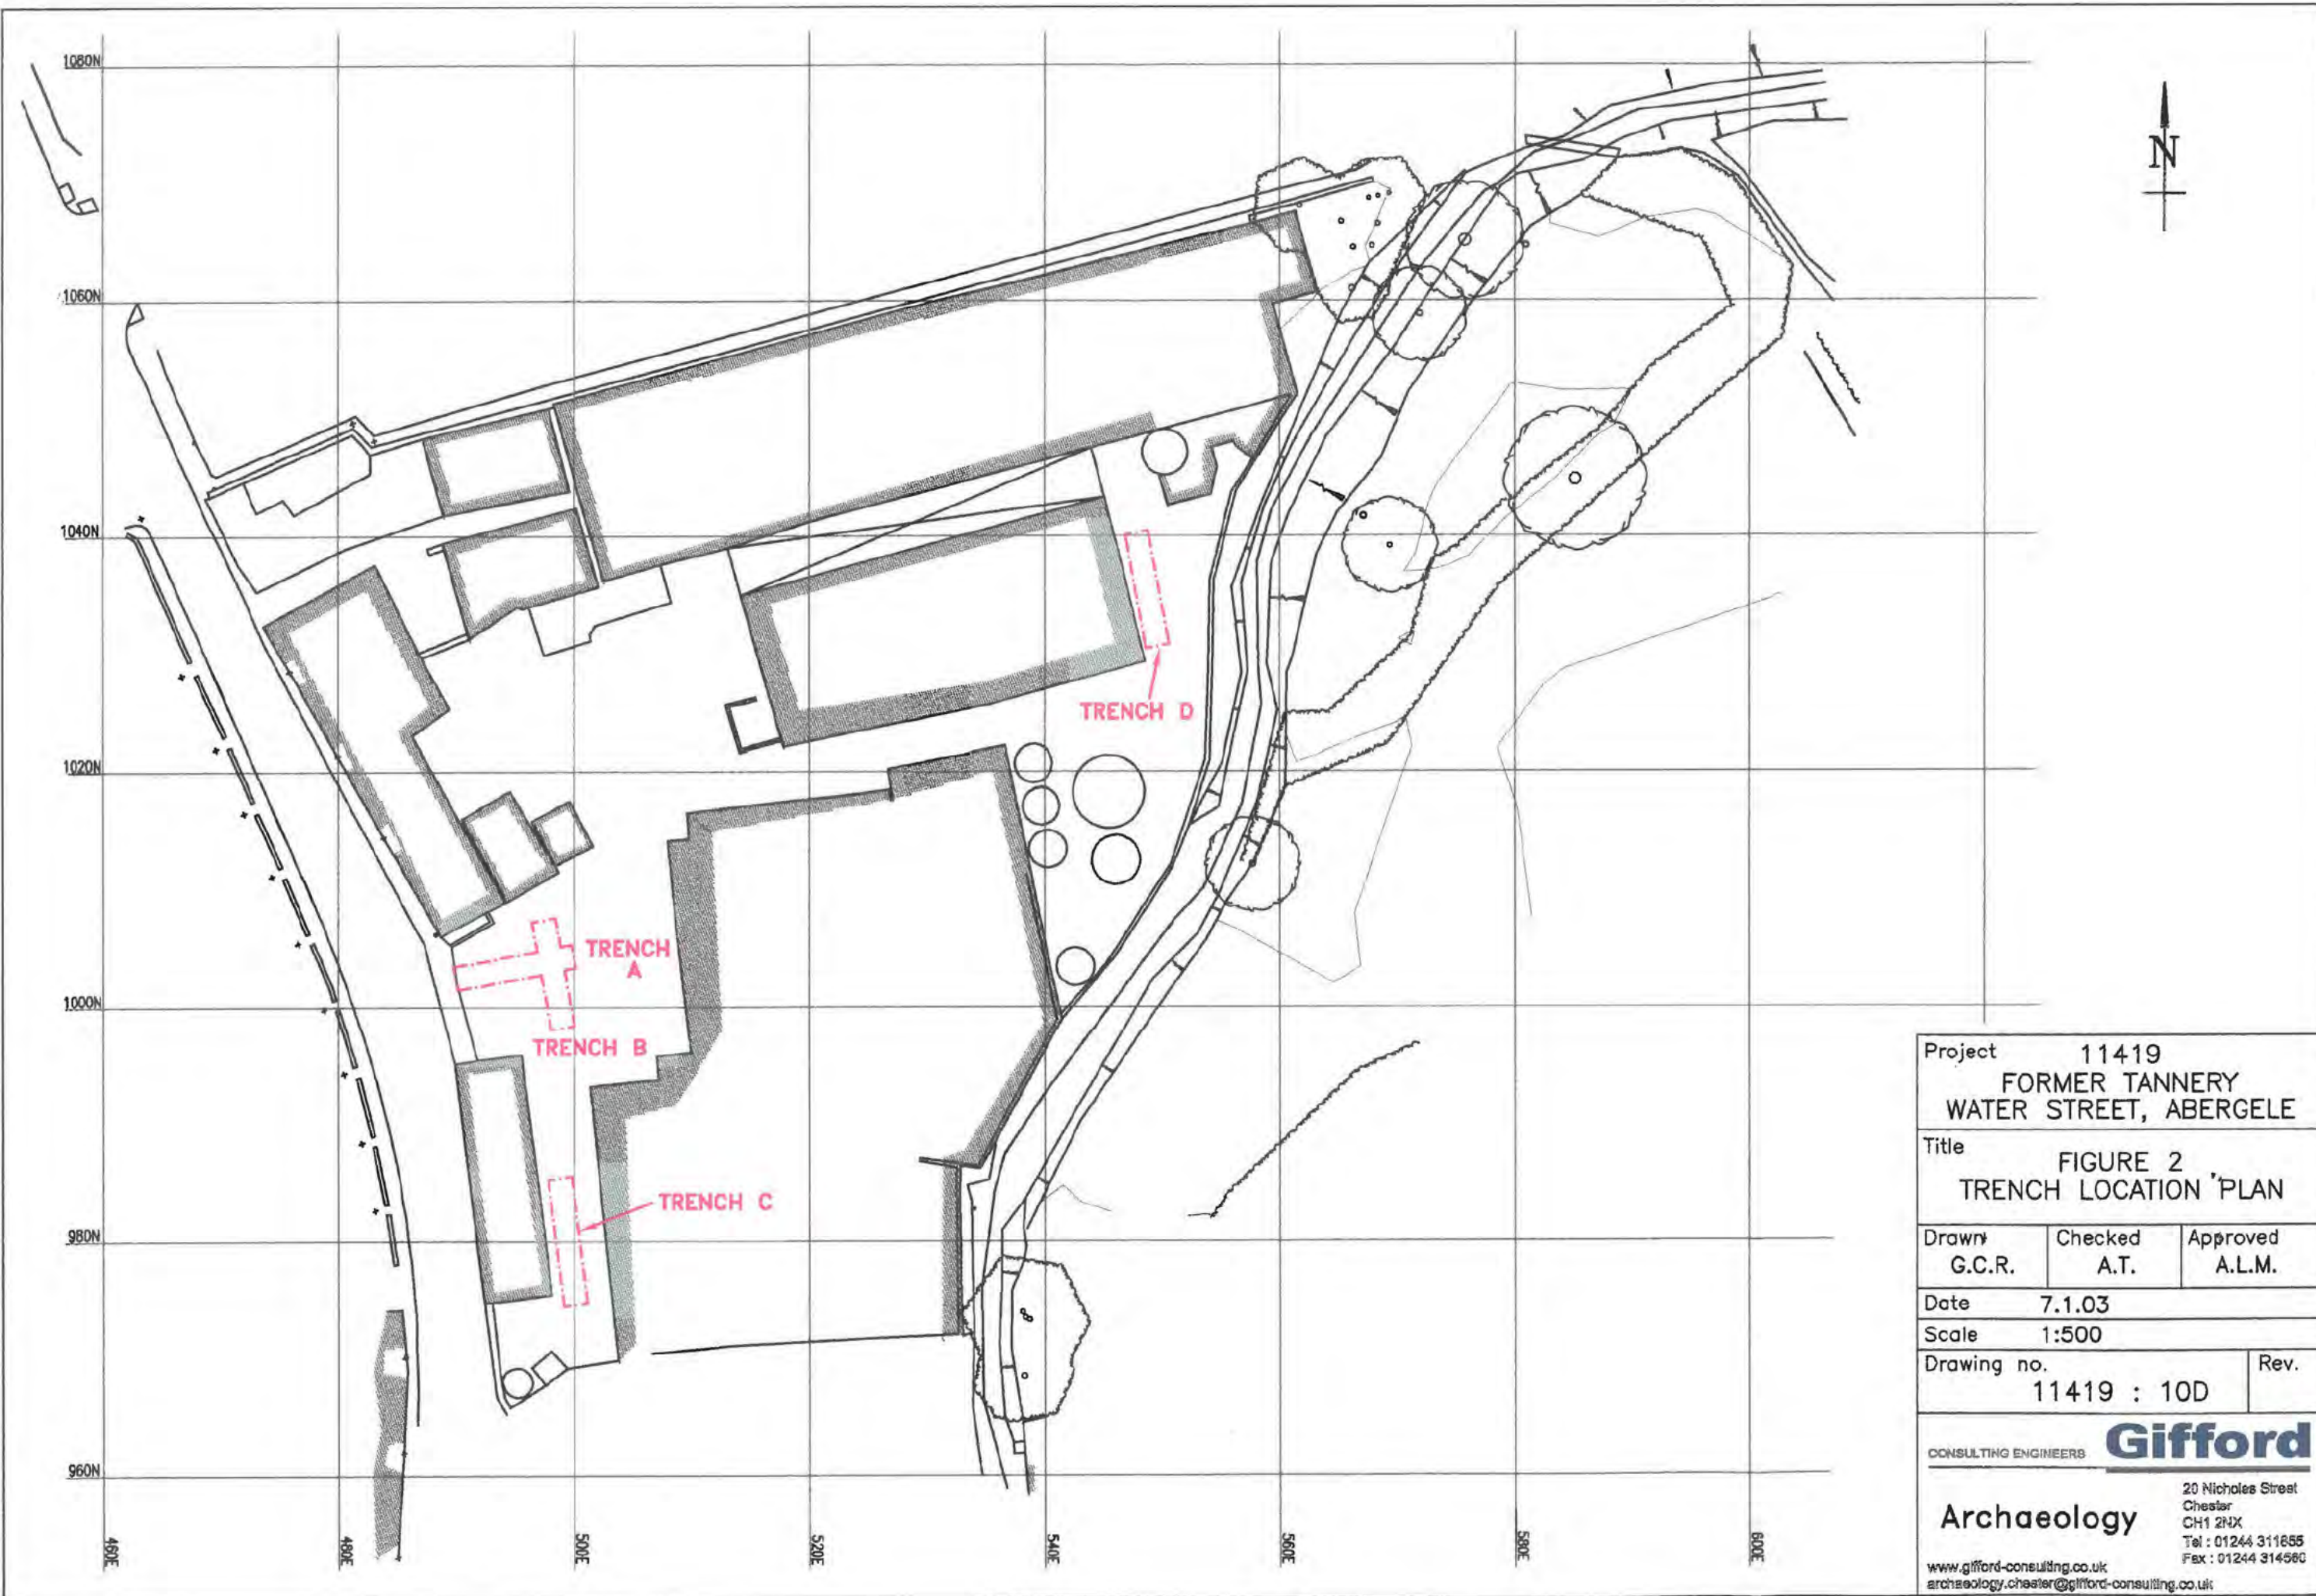 1080N
1060N
1040N
1020N
1000N
980N
960N
460E
480E
500E
520E
540E
560E
580E
600E
N
TRENCH D
TRENCH
A
TRENCH B
TRENCH C
Project 11419
FORMER TANNERY
WATER STREET, ABERGELE
Title
FIGURE 2
TRENCH LOCATION PLAN
Drawn Checked Approved
G.C.R. A.T. A.L.M.
Date 7.1.03
Scale 1:500
Drawing no. Rev.
11419 : 10D
CONSULTING ENGINEERS Gifford
Archaeology
20 Nicholas Street
Chester
CH1 2NX
Tel : 01244 311855
Fax : 01244 314560
www.gifford-consulting.co.uk
archaeology.chester@gifford-consulting.co.uk